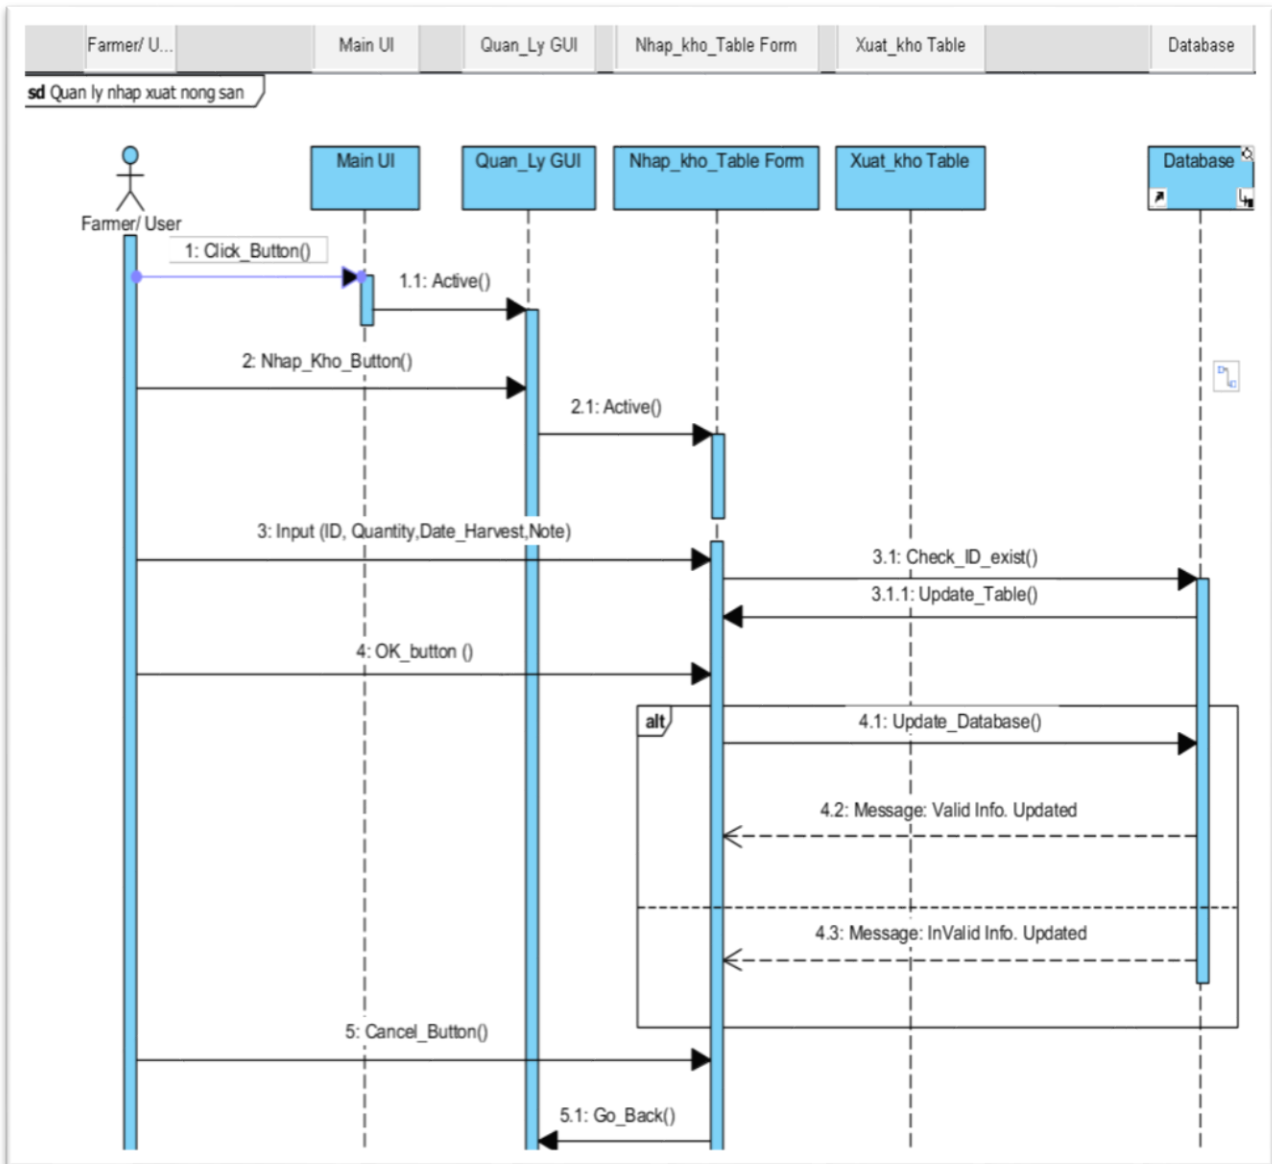 Farmer/ U... Main UI Quan_Ly GUI Nhap_kho_Table Form Xuat_kho Table Database
sd Quan ly nhap xuat nong san
Main UI Quan_Ly GUI Nhap_kho_Table Form Xuat_kho Table Database
Farmer/ User
1: Click_Button()
1.1: Active()
2: Nhap_Kho_Button()
2.1: Active()
3: Input (ID, Quantity,Date_Harvest,Note)
3.1: Check_ID_exist()
3.1.1: Update_Table()
4: OK_button ()
alt
4.1: Update_Database()
4.2: Message: Valid Info. Updated
4.3: Message: InValid Info. Updated
5: Cancel_Button()
5.1: Go_Back()